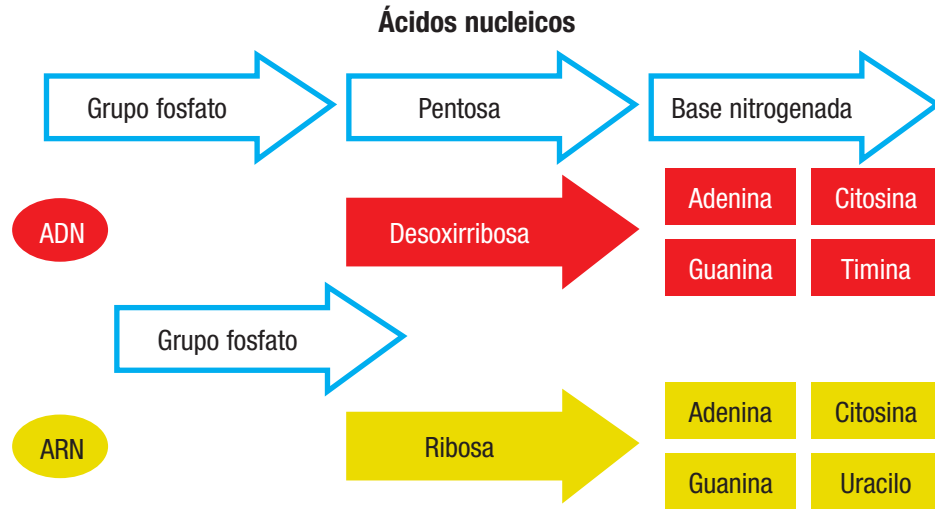 Ácidos nucleicos
Grupo fosfato
Pentosa
Base nitrogenada
ADN
Desoxirribosa
Adenina
Citosina
Guanina
Timina
Grupo fosfato
ARN
Ribosa
Adenina
Citosina
Guanina
Uracilo